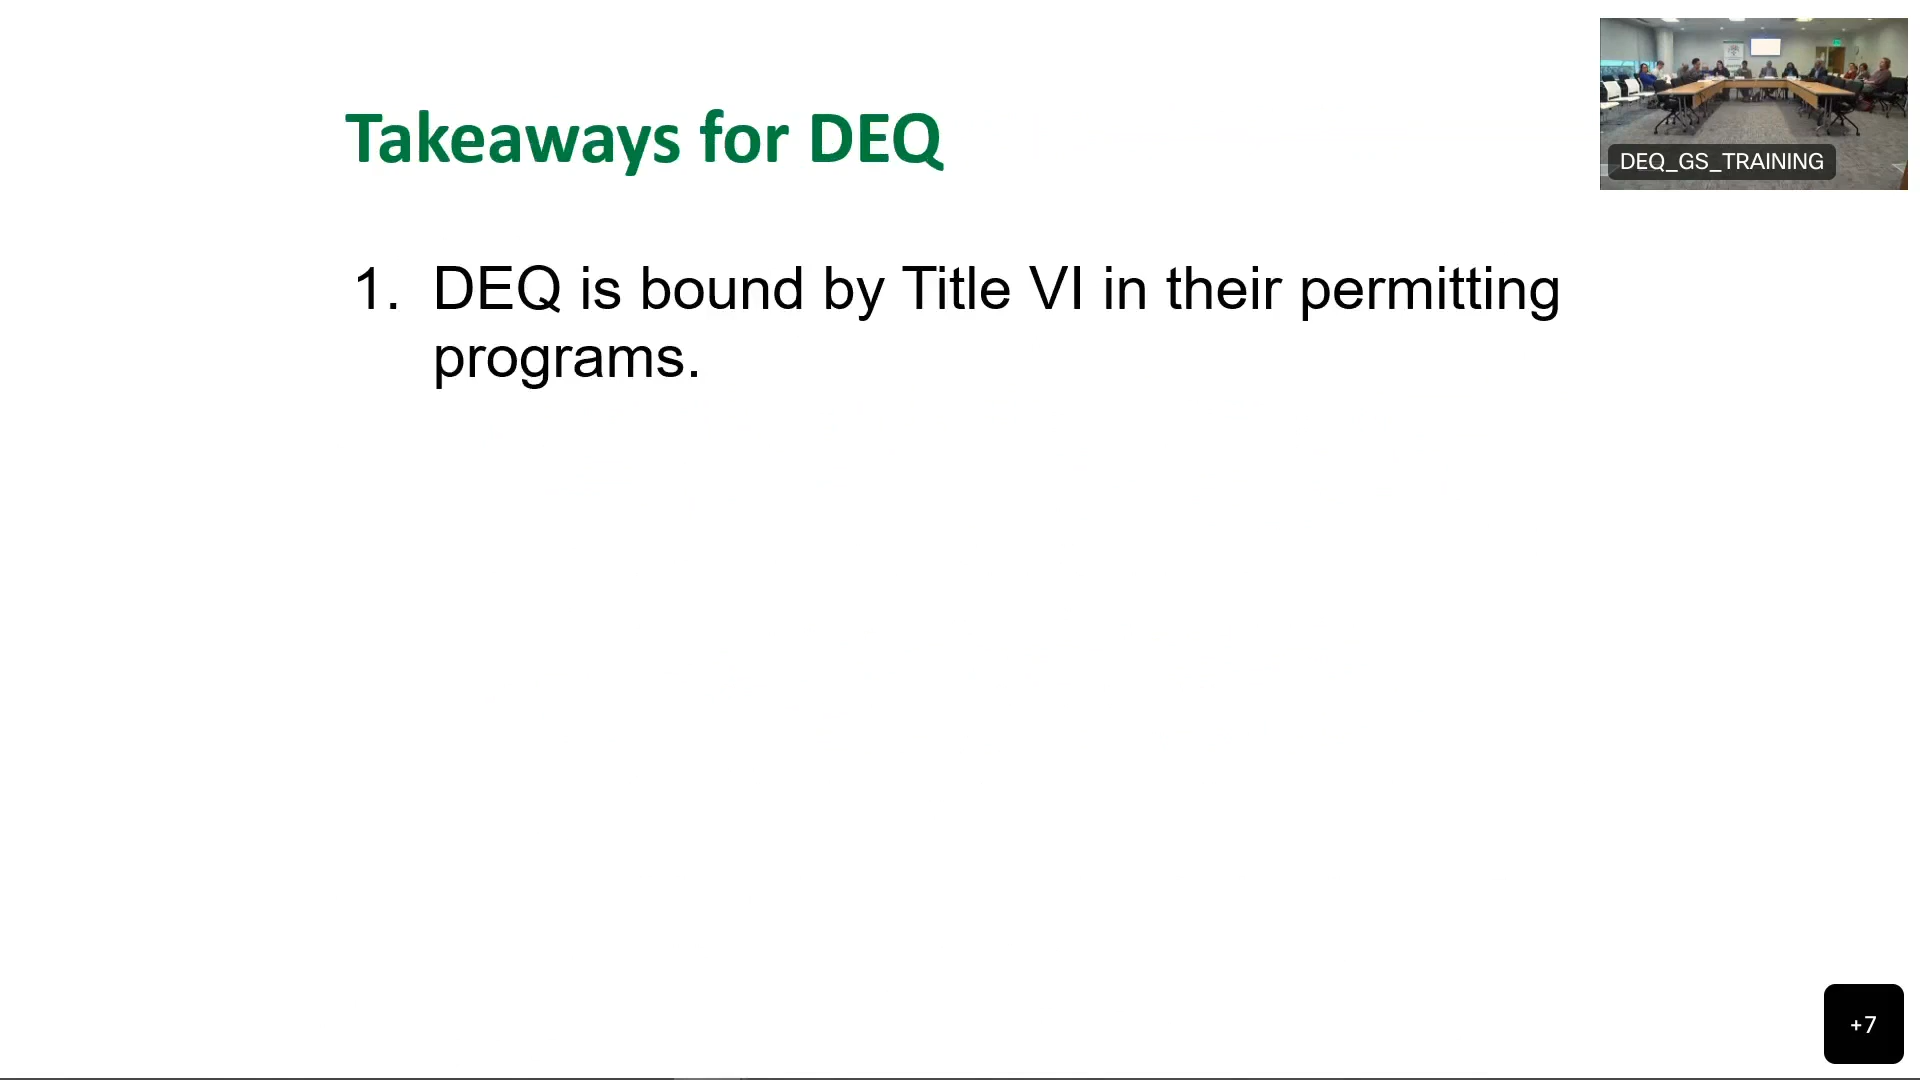 Takeaways for DEQ
DEQ_GS_TRAINING
1. DEQ is bound by Title VI in their permitting
programs.
+7